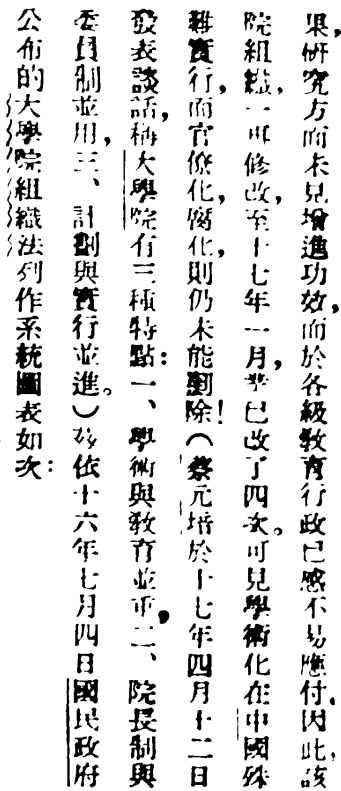 果,研究方面未見增進功效,而於各級敎育行政已感不易應付,因此,該
院組織一再修改,至十七年一月,業已改了四次。可見學術化在中國殊
難實行,而官僚化,腐化,則仍未能剷除!(蔡元培於十七年四月十二日
發表談話,稱大學院有三種特點:一、學術與敎育並重,二、院長制與
委員制並用,三、計劃與實行並進。)茲依十六年七月四日國民政府
公布的大學院組織法列作系統圖表如次: